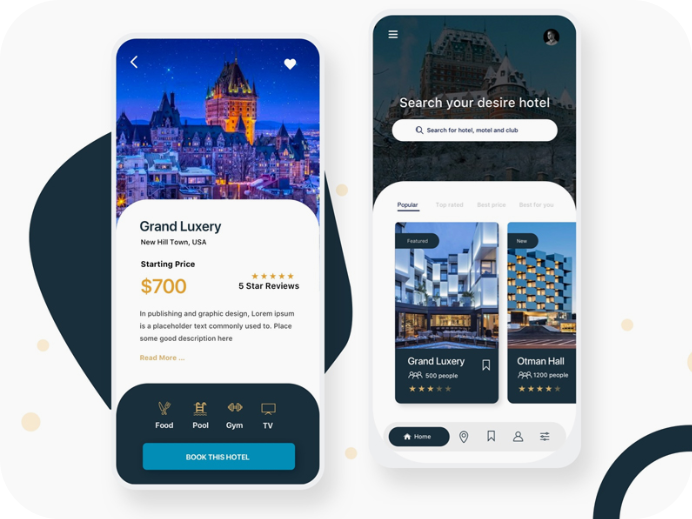 Grand Luxery
New Hill Town, USA
Starting Price
$700
5 Star Reviews
In publishing and graphic design, Lorem ipsum
is a placeholder text commonly used to. Place
some good description here
Read More ...
Food Pool Gym TV
BOOK THIS HOTEL
Search your desire hotel
Search for hotel, motel and club
Popular Top rated Best price Best for you
Featured New
Grand Luxery Otman Hall
500 people 1200 people
Home